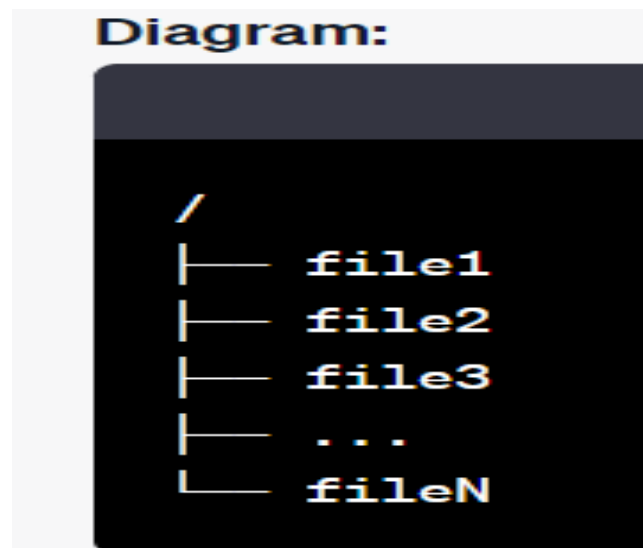 Diagram:
/
├── file1
├── file2
├── file3
├── ...
└── fileN